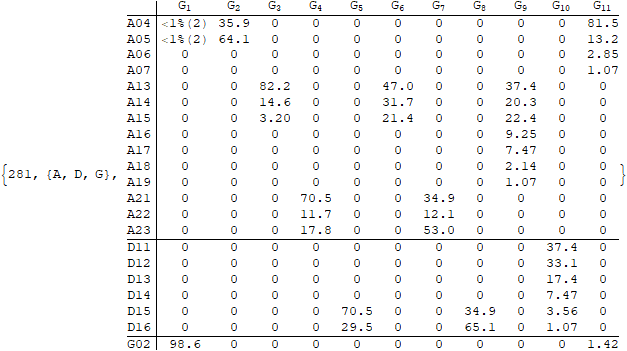 G₁ G₂ G₃ G₄ G₅ G₆ G₇ G₈ G₉ G₁₀ G₁₁
A04 <1%(2) 35.9 0 0 0 0 0 0 0 0 81.5
A05 <1%(2) 64.1 0 0 0 0 0 0 0 0 13.2
A06 0 0 0 0 0 0 0 0 0 0 2.85
A07 0 0 0 0 0 0 0 0 0 0 1.07
A13 0 0 82.2 0 0 47.0 0 0 37.4 0 0
A14 0 0 14.6 0 0 31.7 0 0 20.3 0 0
A15 0 0 3.20 0 0 21.4 0 0 22.4 0 0
A16 0 0 0 0 0 0 0 0 9.25 0 0
A17 0 0 0 0 0 0 0 0 7.47 0 0
{281, {A, D, G}, A18 0 0 0 0 0 0 0 0 2.14 0 0 }
A19 0 0 0 0 0 0 0 0 1.07 0 0
A21 0 0 0 70.5 0 0 34.9 0 0 0 0
A22 0 0 0 11.7 0 0 12.1 0 0 0 0
A23 0 0 0 17.8 0 0 53.0 0 0 0 0
D11 0 0 0 0 0 0 0 0 0 37.4 0
D12 0 0 0 0 0 0 0 0 0 33.1 0
D13 0 0 0 0 0 0 0 0 0 17.4 0
D14 0 0 0 0 0 0 0 0 0 7.47 0
D15 0 0 0 0 70.5 0 0 34.9 0 3.56 0
D16 0 0 0 0 29.5 0 0 65.1 0 1.07 0
G02 98.6 0 0 0 0 0 0 0 0 0 1.42